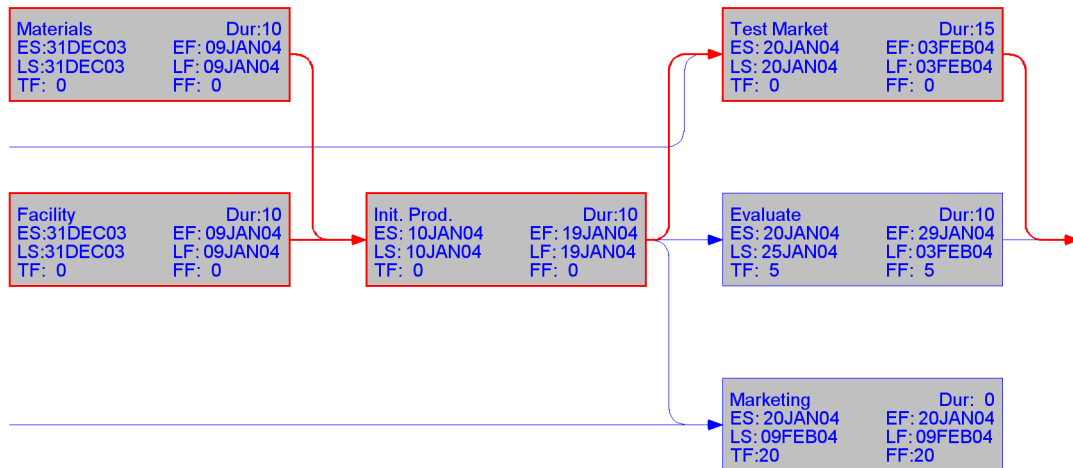 Materials Dur:10
ES:31DEC03 EF: 09JAN04
LS:31DEC03 LF: 09JAN04
TF: 0 FF: 0
Test Market Dur:15
ES: 20JAN04 EF: 03FEB04
LS: 20JAN04 LF: 03FEB04
TF: 0 FF: 0
Facility Dur:10
ES:31DEC03 EF: 09JAN04
LS:31DEC03 LF: 09JAN04
TF: 0 FF: 0
Init. Prod. Dur:10
ES: 10JAN04 EF: 19JAN04
LS: 10JAN04 LF: 19JAN04
TF: 0 FF: 0
Evaluate Dur:10
ES: 20JAN04 EF: 29JAN04
LS: 25JAN04 LF: 03FEB04
TF: 5 FF: 5
Marketing Dur: 0
ES: 20JAN04 EF: 20JAN04
LS: 09FEB04 LF: 09FEB04
TF:20 FF:20